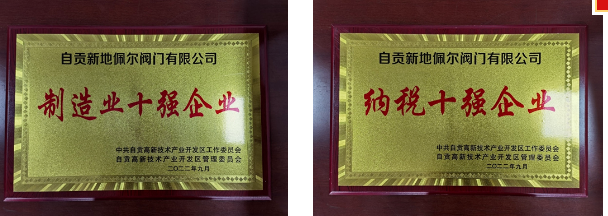 自贡新地佩尔阀门有限公司
制造业十强企业
中共自贡高新技术产业开发区工作委员会
自贡高新技术产业开发区管理委员会
二〇二二年九月
自贡新地佩尔阀门有限公司
纳税十强企业
中共自贡高新技术产业开发区工作委员会
自贡高新技术产业开发区管理委员会
二〇二二年九月